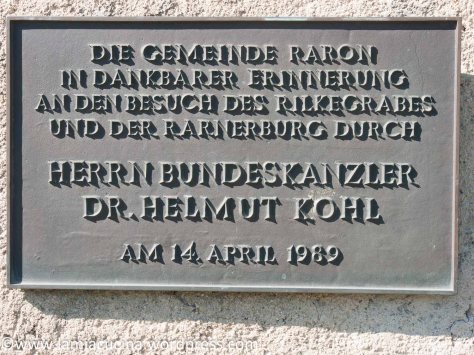 DIE GEMEINDE RARON
IN DANKBARER ERINNERUNG
AN DEN BESUCH DES RILKEGRABES
UND DER RARNERBURG DURCH
HERRN BUNDESKANZLER
DR. HELMUT KOHL
AM 14. APRIL 1989
© www.lamiacucina.wordpress.com